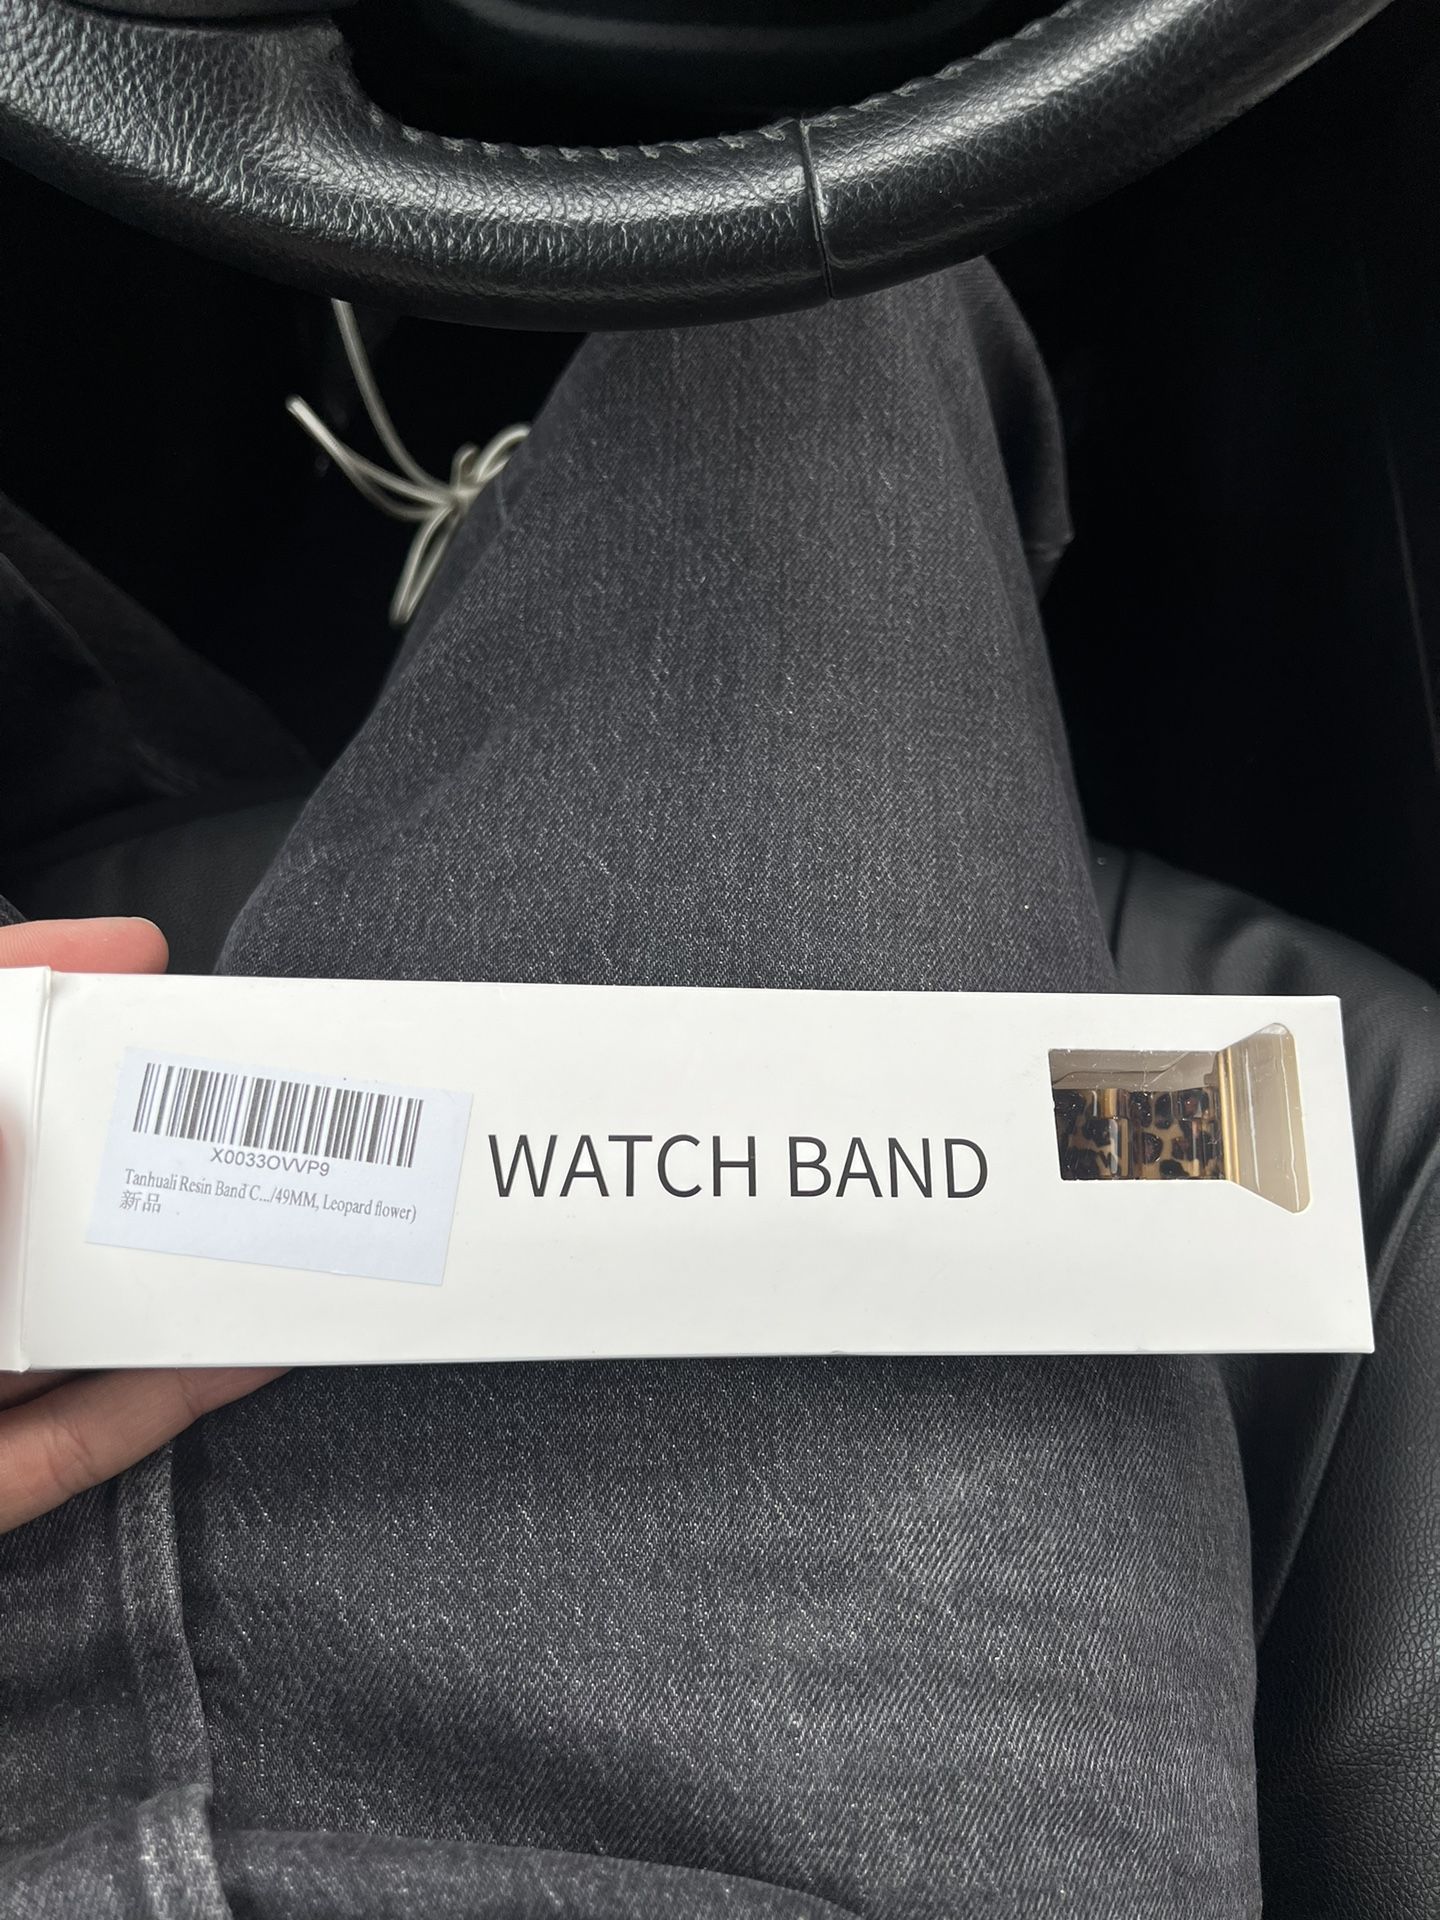 X0033OVVP9
Tanhuali Resin Band C.../49MM, Leopard flower)
新品
WATCH BAND